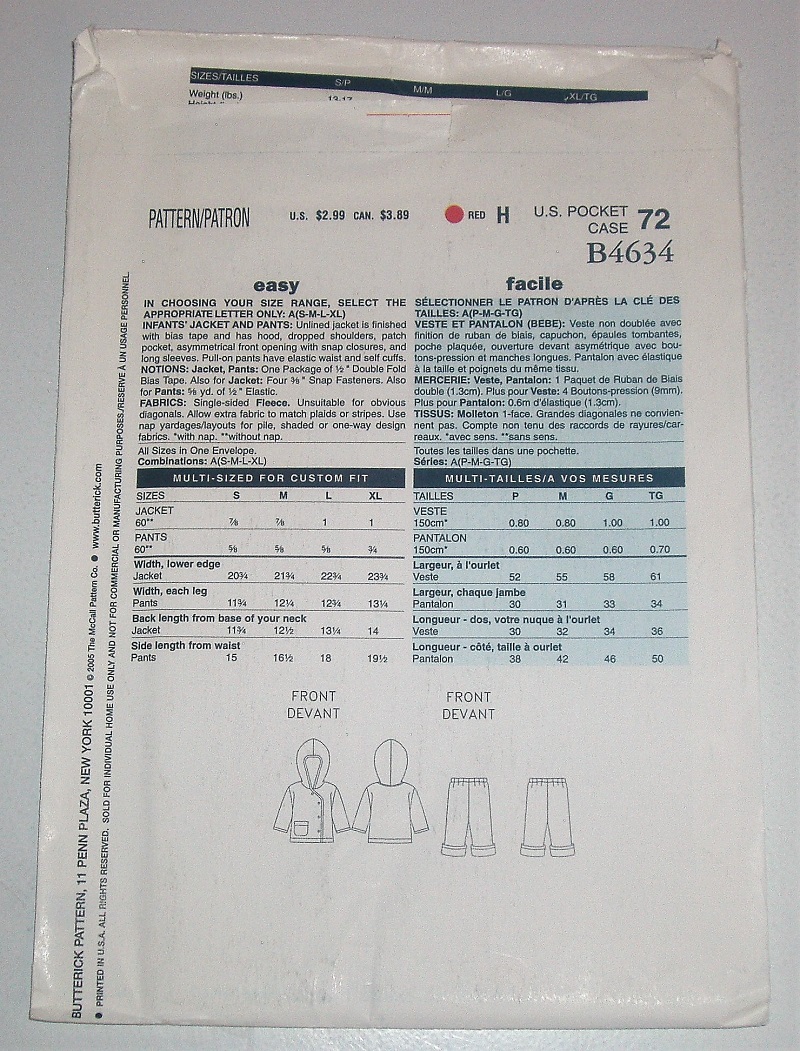 SIZES/TAILLES S/P M/M L/G XL/TG
Weight (lbs.)
PATTERN/PATRON U.S. $2.99 CAN. $3.89 RED H U.S. POCKET CASE 72
B4634
easy
IN CHOOSING YOUR SIZE RANGE, SELECT THE
APPROPRIATE LETTER ONLY: A(S-M-L-XL)
INFANTS' JACKET AND PANTS: Unlined jacket is finished
with bias tape and has hood, dropped shoulders, patch
pocket, asymmetrical front opening with snap closures, and
long sleeves. Pull-on pants have elastic waist and self cuffs.
NOTIONS: Jacket, Pants: One Package of ½" Double Fold
Bias Tape. Also for Jacket: Four ⅜" Snap Fasteners. Also
for Pants: ⅝ yd. of ½" Elastic.
FABRICS: Single-sided Fleece. Unsuitable for obvious
diagonals. Allow extra fabric to match plaids or stripes. Use
nap yardages/layouts for pile, shaded or one-way design
fabrics. *with nap. **without nap.
All Sizes in One Envelope.
Combinations: A(S-M-L-XL)
MULTI-SIZED FOR CUSTOM FIT
SIZES S M L XL
JACKET
60** ⅞ ⅞ 1 1
PANTS
60** ⅝ ⅝ ⅝ ¾
Width, lower edge
Jacket 20¾ 21¾ 22¾ 23¾
Width, each leg
Pants 11¾ 12¼ 12¾ 13¼
Back length from base of your neck
Jacket 11¾ 12½ 13¼ 14
Side length from waist
Pants 15 16½ 18 19½
facile
SÉLECTIONNER LE PATRON D'APRÈS LA CLÉ DES
TAILLES: A(P-M-G-TG)
VESTE ET PANTALON (BEBE): Veste non doublée avec
finition de ruban de biais, capuchon, épaules tombantes,
poche plaquée, ouverture devant asymétrique avec bou-
tons-pression et manches longues. Pantalon avec élastique
à la taille et poignets du même tissu.
MERCERIE: Veste, Pantalon: 1 Paquet de Ruban de Biais
double (1.3cm). Plus pour Veste: 4 Boutons-pression (9mm).
Plus pour Pantalon: 0.6m d'élastique (1.3cm).
TISSUS: Molleton 1-face. Grandes diagonales ne convien-
nent pas. Compte non tenu des raccords de rayures/car-
reaux. *avec sens. **sans sens.
Toutes les tailles dans une pochette.
Séries: A(P-M-G-TG)
MULTI-TAILLES/A VOS MESURES
TAILLES P M G TG
VESTE
150cm* 0.80 0.80 1.00 1.00
PANTALON
150cm* 0.60 0.60 0.60 0.70
Largeur, à l'ourlet
Veste 52 55 58 61
Largeur, chaque jambe
Pantalon 30 31 33 34
Longueur - dos, votre nuque à l'ourlet
Veste 30 32 34 36
Longueur - côté, taille à ourlet
Pantalon 38 42 46 50
FRONT
DEVANT
FRONT
DEVANT
BUTTERICK PATTERN, 11 PENN PLAZA, NEW YORK 10001 © 2005 The McCall Pattern Co. ● www.butterick.com
● PRINTED IN U.S.A. ALL RIGHTS RESERVED. SOLD FOR INDIVIDUAL HOME USE ONLY AND NOT FOR COMMERCIAL OR MANUFACTURING PURPOSES./RESERVÉ À UN USAGE PERSONNEL.